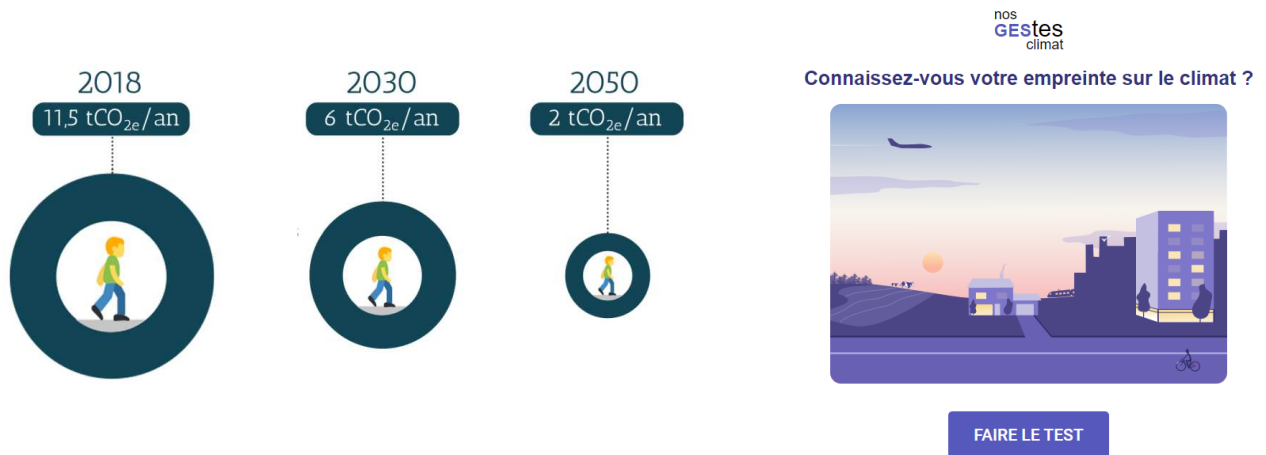 2018
11,5 tCO2e/an
2030
6 tCO2e/an
2050
2 tCO2e/an
nos
GEStes
climat
Connaissez-vous votre empreinte sur le climat ?
FAIRE LE TEST